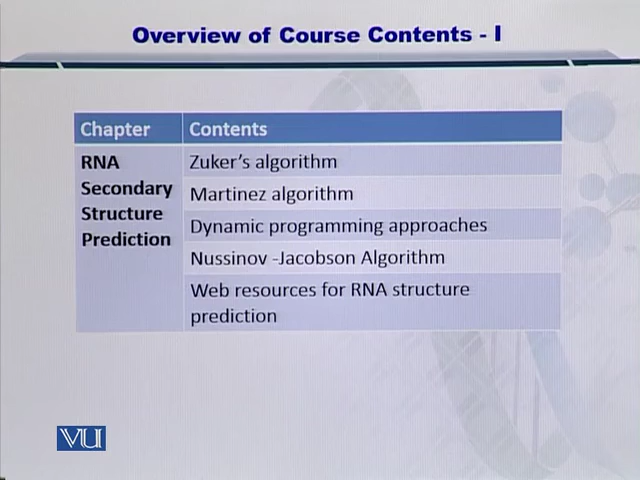 Overview of Course Contents - I
Chapter Contents
RNA Secondary Structure Prediction
Zuker's algorithm
Martinez algorithm
Dynamic programming approaches
Nussinov -Jacobson Algorithm
Web resources for RNA structure
prediction
VU